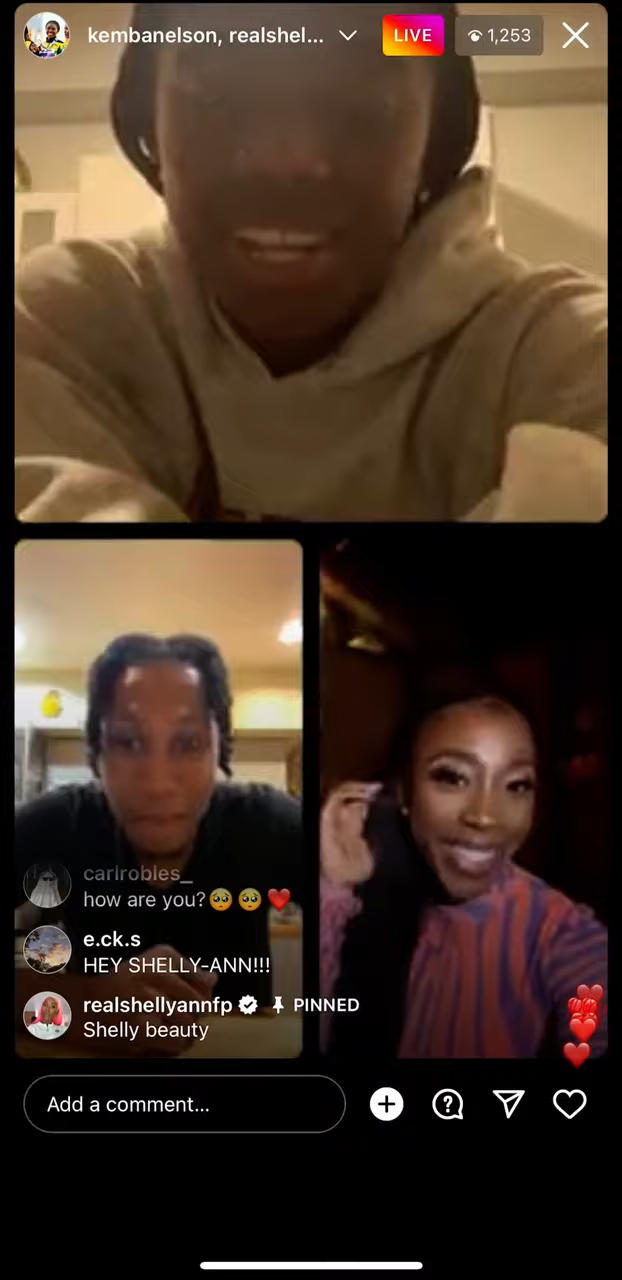 kembanelson, realshel...
LIVE
1,253
carlrobles_
how are you?🥺🥺❤️
e.ck.s
HEY SHELLY-ANN!!!
realshellyannfp PINNED
Shelly beauty
Add a comment...